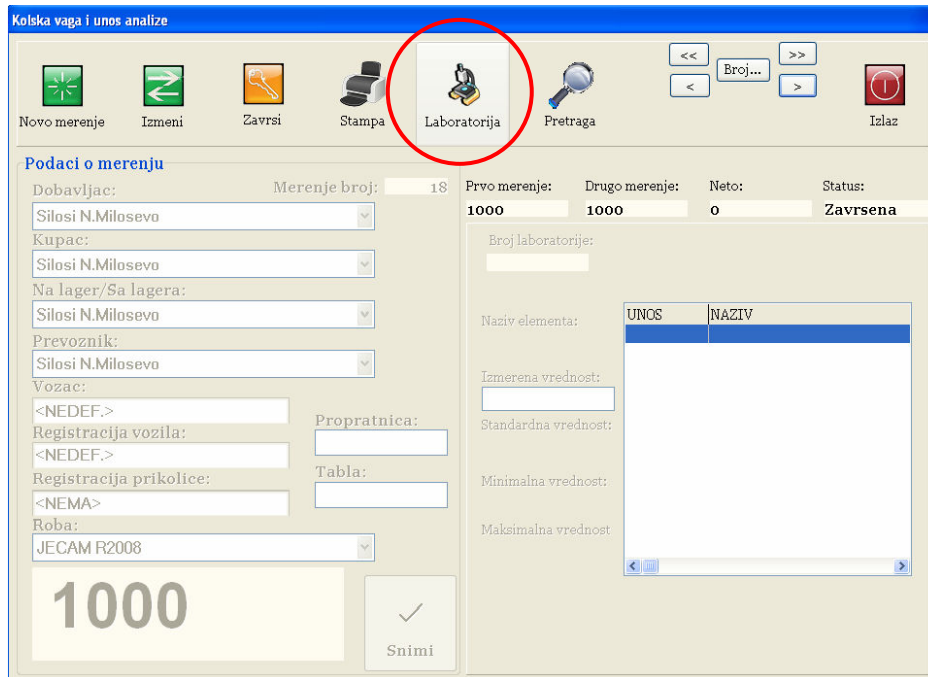 Kolska vaga i unos analize
Novo merenje
Izmeni
Zavrsi
Stampa
Laboratorija
Pretraga
<<
<
Broj...
>>
>
Izlaz
Podaci o merenju
Dobavljac:
Merenje broj: 18
Silosi N.Milosevo
Kupac:
Silosi N.Milosevo
Na lager/Sa lagera:
Silosi N.Milosevo
Prevoznik:
Silosi N.Milosevo
Vozac:
<NEDEF.>
Registracija vozila:
<NEDEF.>
Registracija prikolice:
<NEMA>
Propratnica:
Tabla:
Roba:
JECAM R2008
1000
Snimi
Prvo merenje: Drugo merenje: Neto: Status:
1000 1000 0 Zavrsena
Broj laboratorije:
Naziv elementa:
Izmerena vrednost:
Standardna vrednost:
Minimalna vrednost:
Maksimalna vrednost
UNOS NAZIV